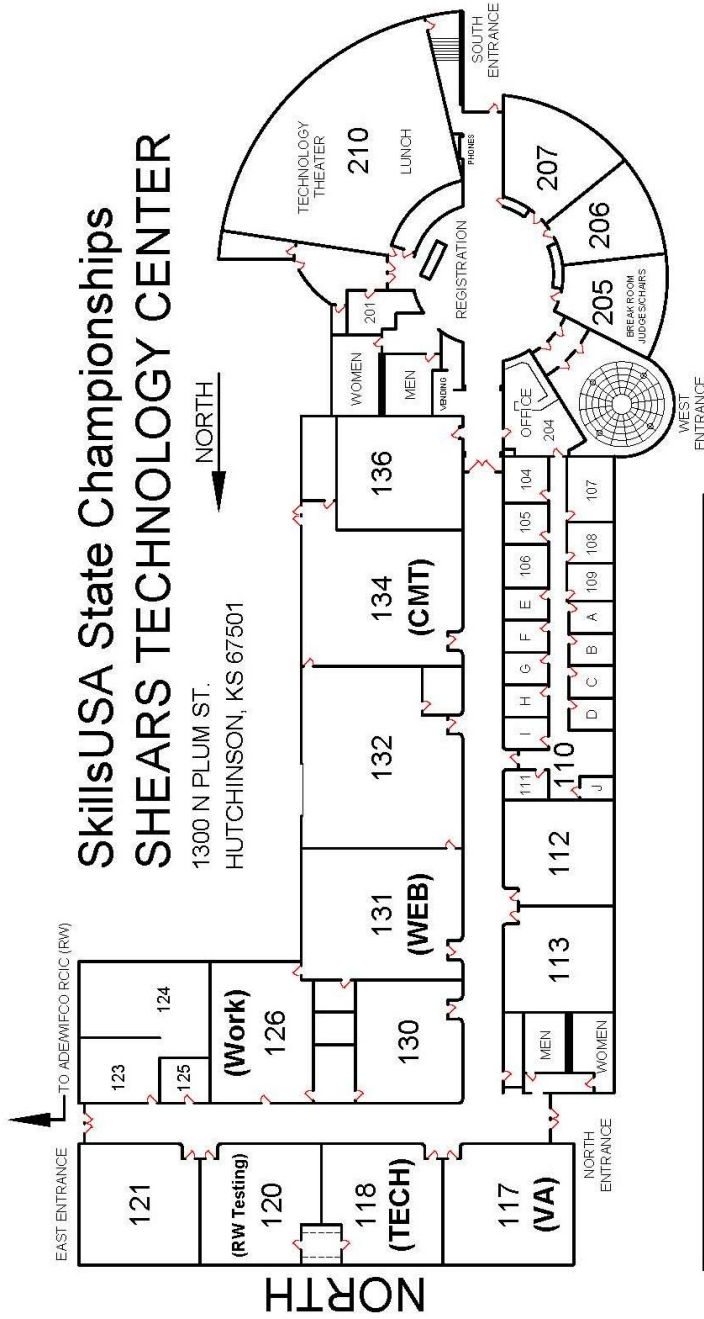 SkillsUSA State Championships
SHEARS TECHNOLOGY CENTER
1300 N PLUM ST.
HUTCHINSON, KS 67501
NORTH
TO ADE/WIFCO RCIC (RW)
EAST ENTRANCE
121
120
(RW Testing)
118
(TECH)
117
(VA)
NORTH
NORTH
ENTRANCE
123
124
125
(Work)
126
130
131
(WEB)
132
134
(CMT)
136
WOMEN
MEN
VENDING
201
TECHNOLOGY
THEATER
210
LUNCH
REGISTRATION
PHONES
SOUTH
ENTRANCE
207
206
205
BREAK ROOM
JUDGES/CHAIRS
OFFICE
204
WEST
ENTRANCE
MEN
WOMEN
113
112
111
110
J
I
H
G
F
E
106
105
104
D
C
B
A
109
108
107